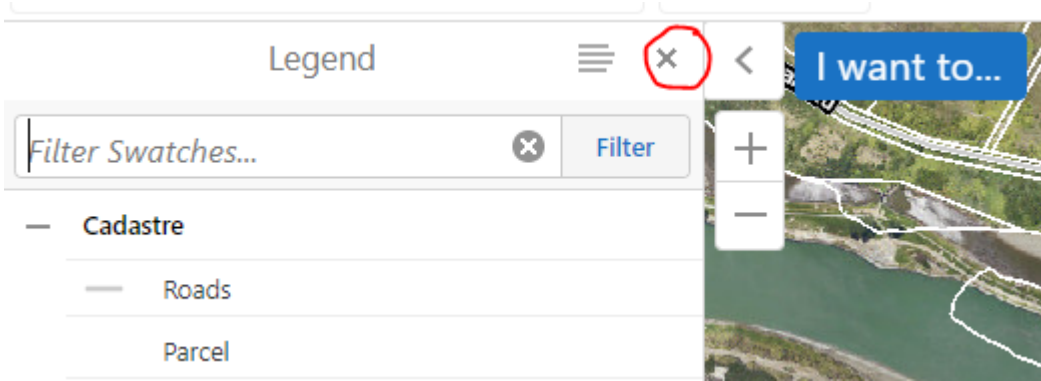 Legend
I want to...
Filter Swatches...
Filter
Cadastre
Roads
Parcel